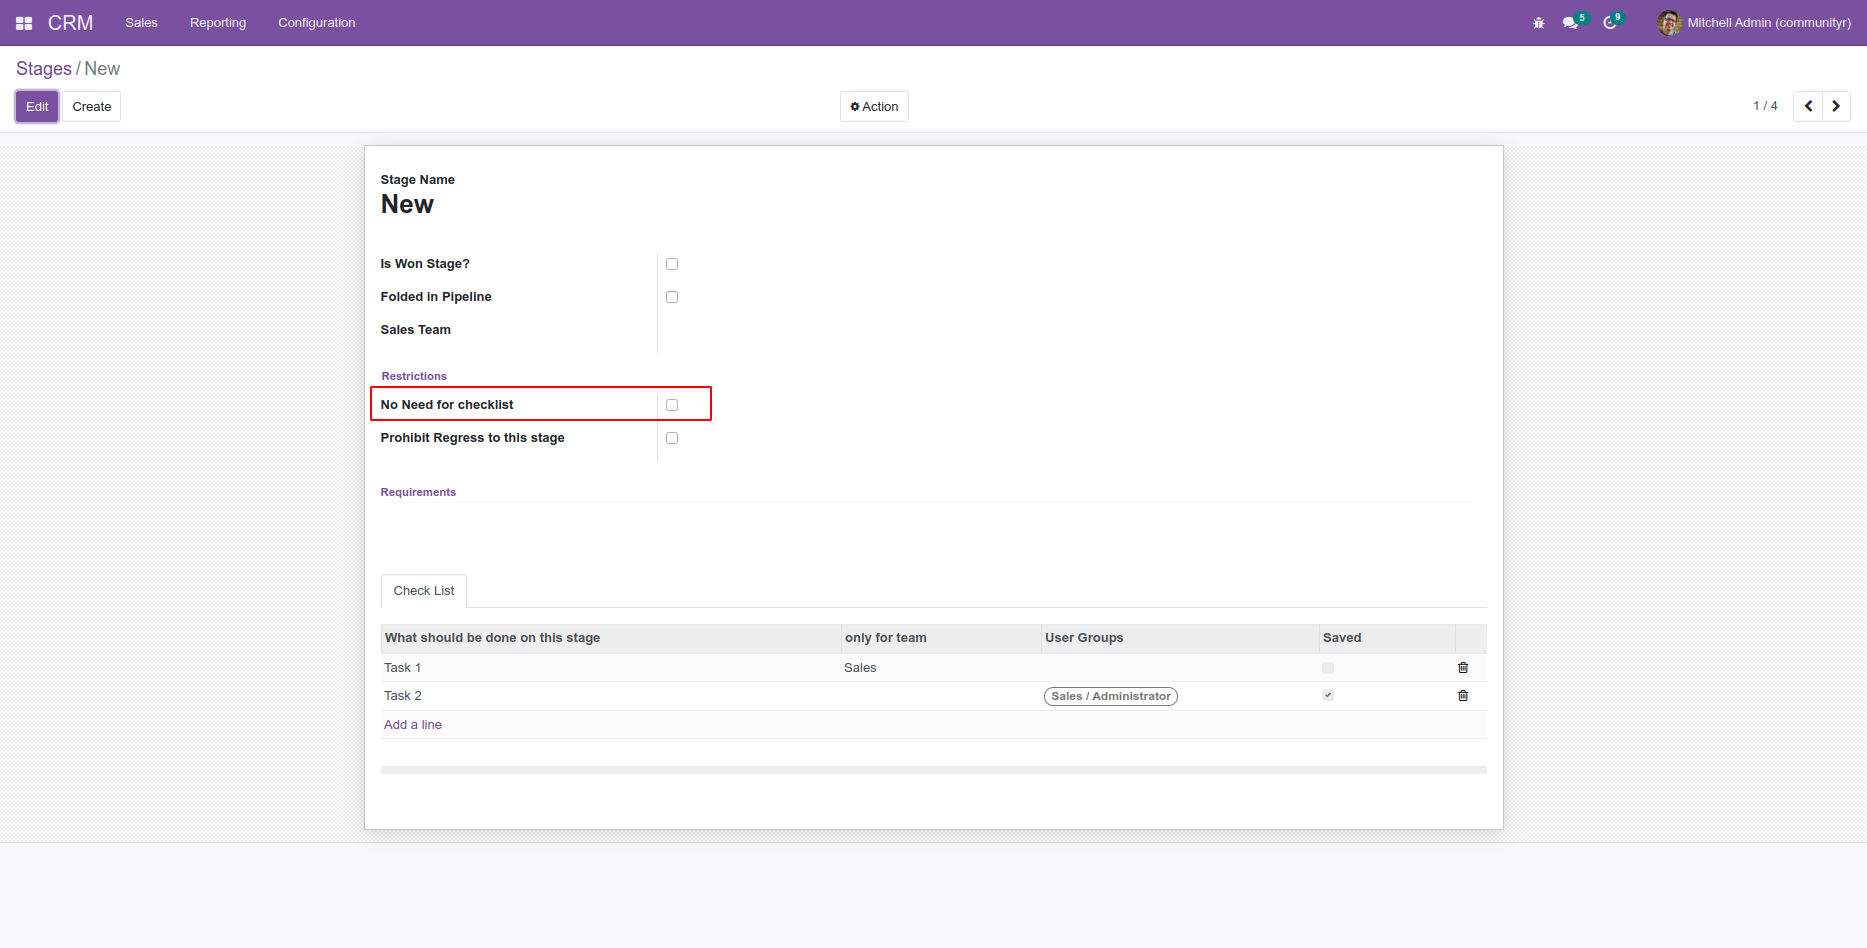 CRM Sales Reporting Configuration 5 9 Mitchell Admin (communityr)
Stages / New
Edit Create Action 1 / 4
Stage Name
New
Is Won Stage?
Folded in Pipeline
Sales Team
Restrictions
No Need for checklist
Prohibit Regress to this stage
Requirements
Check List
What should be done on this stage only for team User Groups Saved
Task 1 Sales
Task 2 Sales / Administrator
Add a line